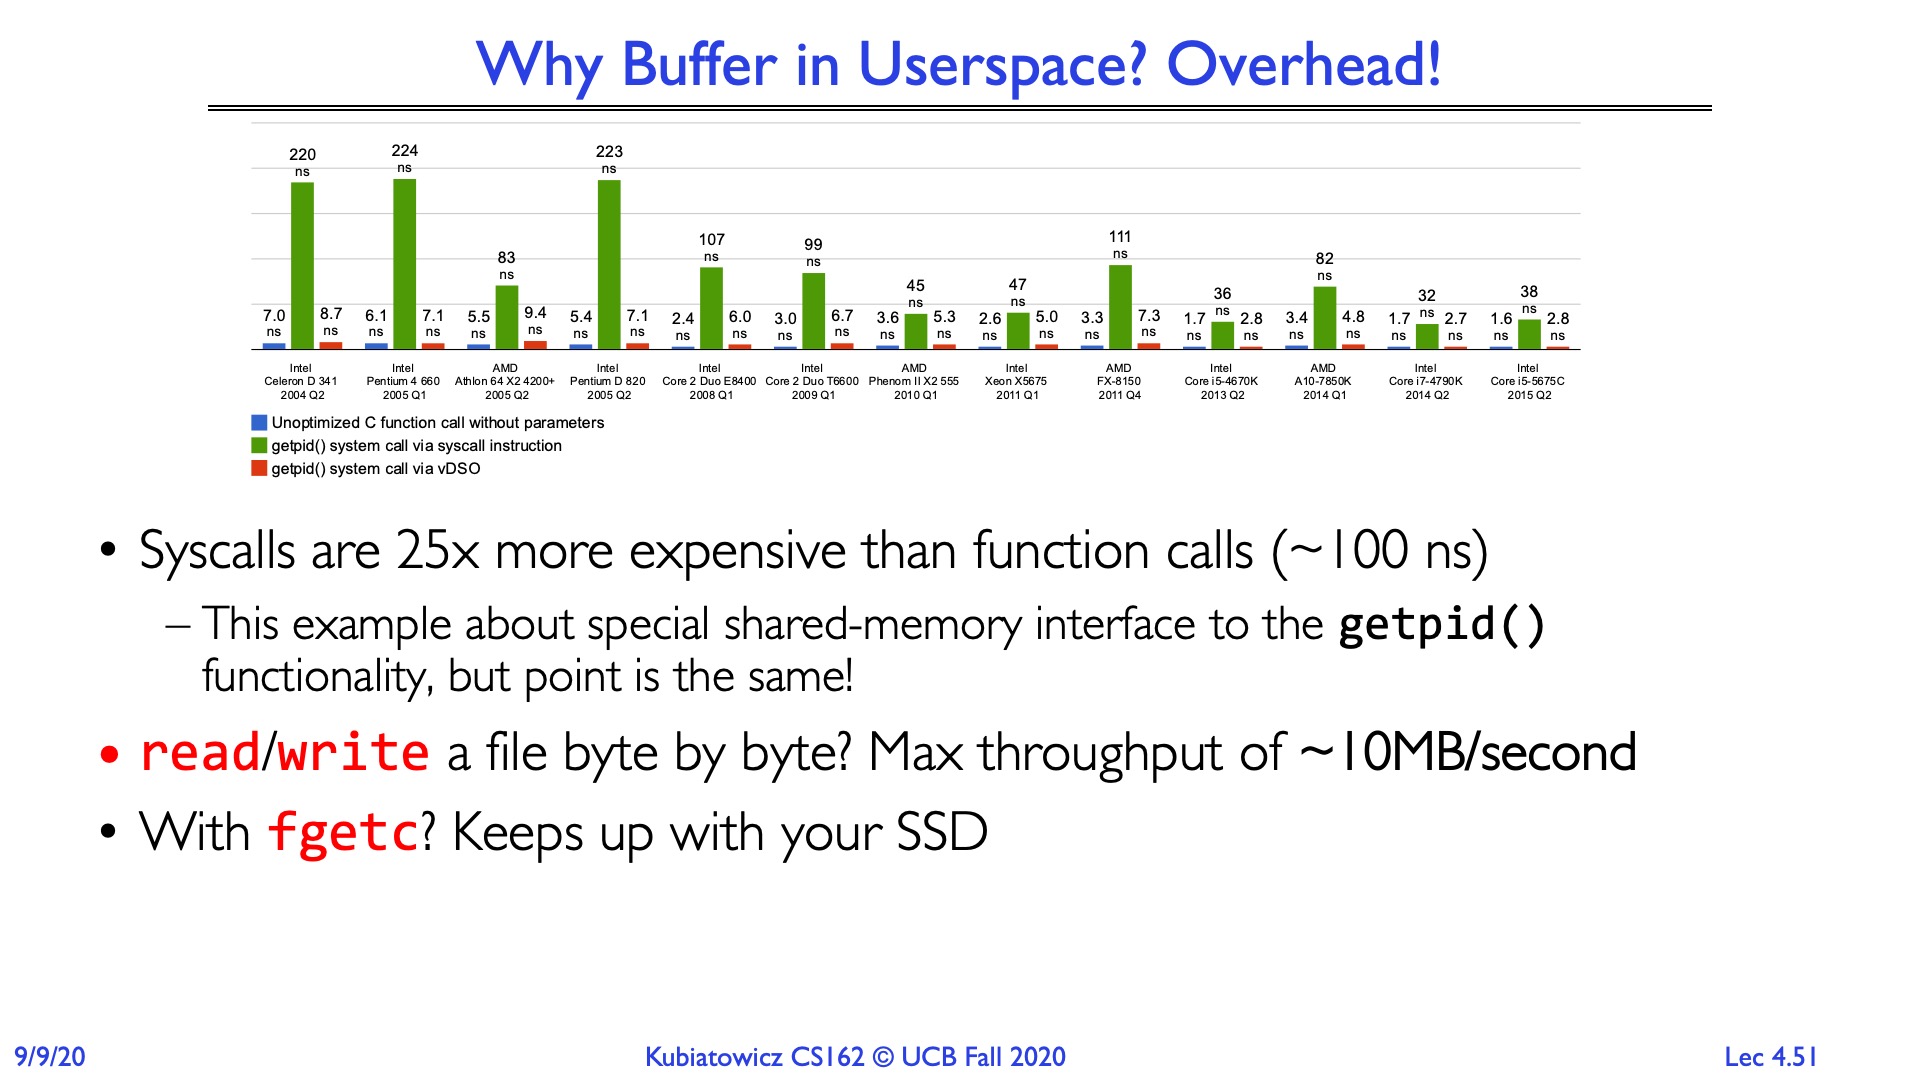 Why Buffer in Userspace? Overhead!
220 ns
224 ns
83 ns
223 ns
107 ns
99 ns
45 ns
47 ns
111 ns
36 ns
82 ns
32 ns
38 ns
7.0 ns 8.7 ns
6.1 ns 7.1 ns
5.5 ns 9.4 ns
5.4 ns 7.1 ns
2.4 ns 6.0 ns
3.0 ns 6.7 ns
3.6 ns 5.3 ns
2.6 ns 5.0 ns
3.3 ns 7.3 ns
1.7 ns 2.8 ns
3.4 ns 4.8 ns
1.7 ns 2.7 ns
1.6 ns 2.8 ns
Intel
Celeron D 341
2004 Q2
Intel
Pentium 4 660
2005 Q1
AMD
Athlon 64 X2 4200+
2005 Q2
Intel
Pentium D 820
2005 Q2
Intel
Core 2 Duo E8400
2008 Q1
Intel
Core 2 Duo T6600
2009 Q1
AMD
Phenom II X2 555
2010 Q1
Intel
Xeon X5675
2011 Q1
AMD
FX-8150
2011 Q4
Intel
Core i5-4670K
2013 Q2
AMD
A10-7850K
2014 Q1
Intel
Core i7-4790K
2014 Q2
Intel
Core i5-5675C
2015 Q2
Unoptimized C function call without parameters
getpid() system call via syscall instruction
getpid() system call via vDSO
• Syscalls are 25x more expensive than function calls (~100 ns)
– This example about special shared-memory interface to the getpid()
functionality, but point is the same!
• read/write a file byte by byte? Max throughput of ~10MB/second
• With fgetc? Keeps up with your SSD
9/9/20
Kubiatowicz CS162 © UCB Fall 2020
Lec 4.51